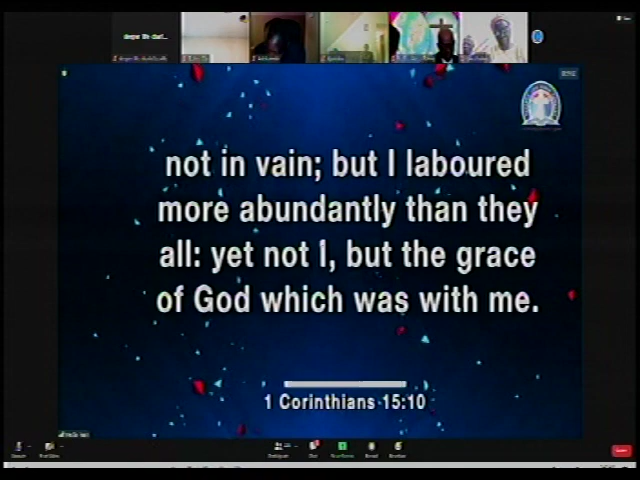 not in vain; but I laboured
more abundantly than they
all: yet not I, but the grace
of God which was with me.
1 Corinthians 15:10